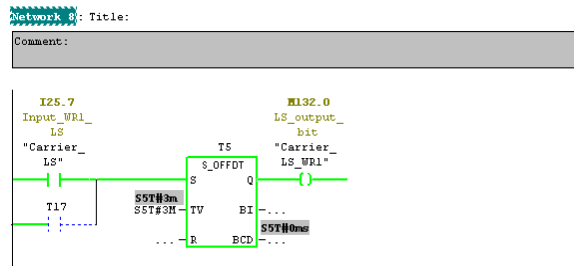 Network 8: Title:
Comment:
I25.7
Input_WR1_
LS
"Carrier_
LS"
M132.0
LS_output_
bit
"Carrier_
LS_WR1"
T5
S_OFFDT
S Q
T17
S5T#3m
S5T#3M TV BI ...
S5T#0ms
... R BCD ...